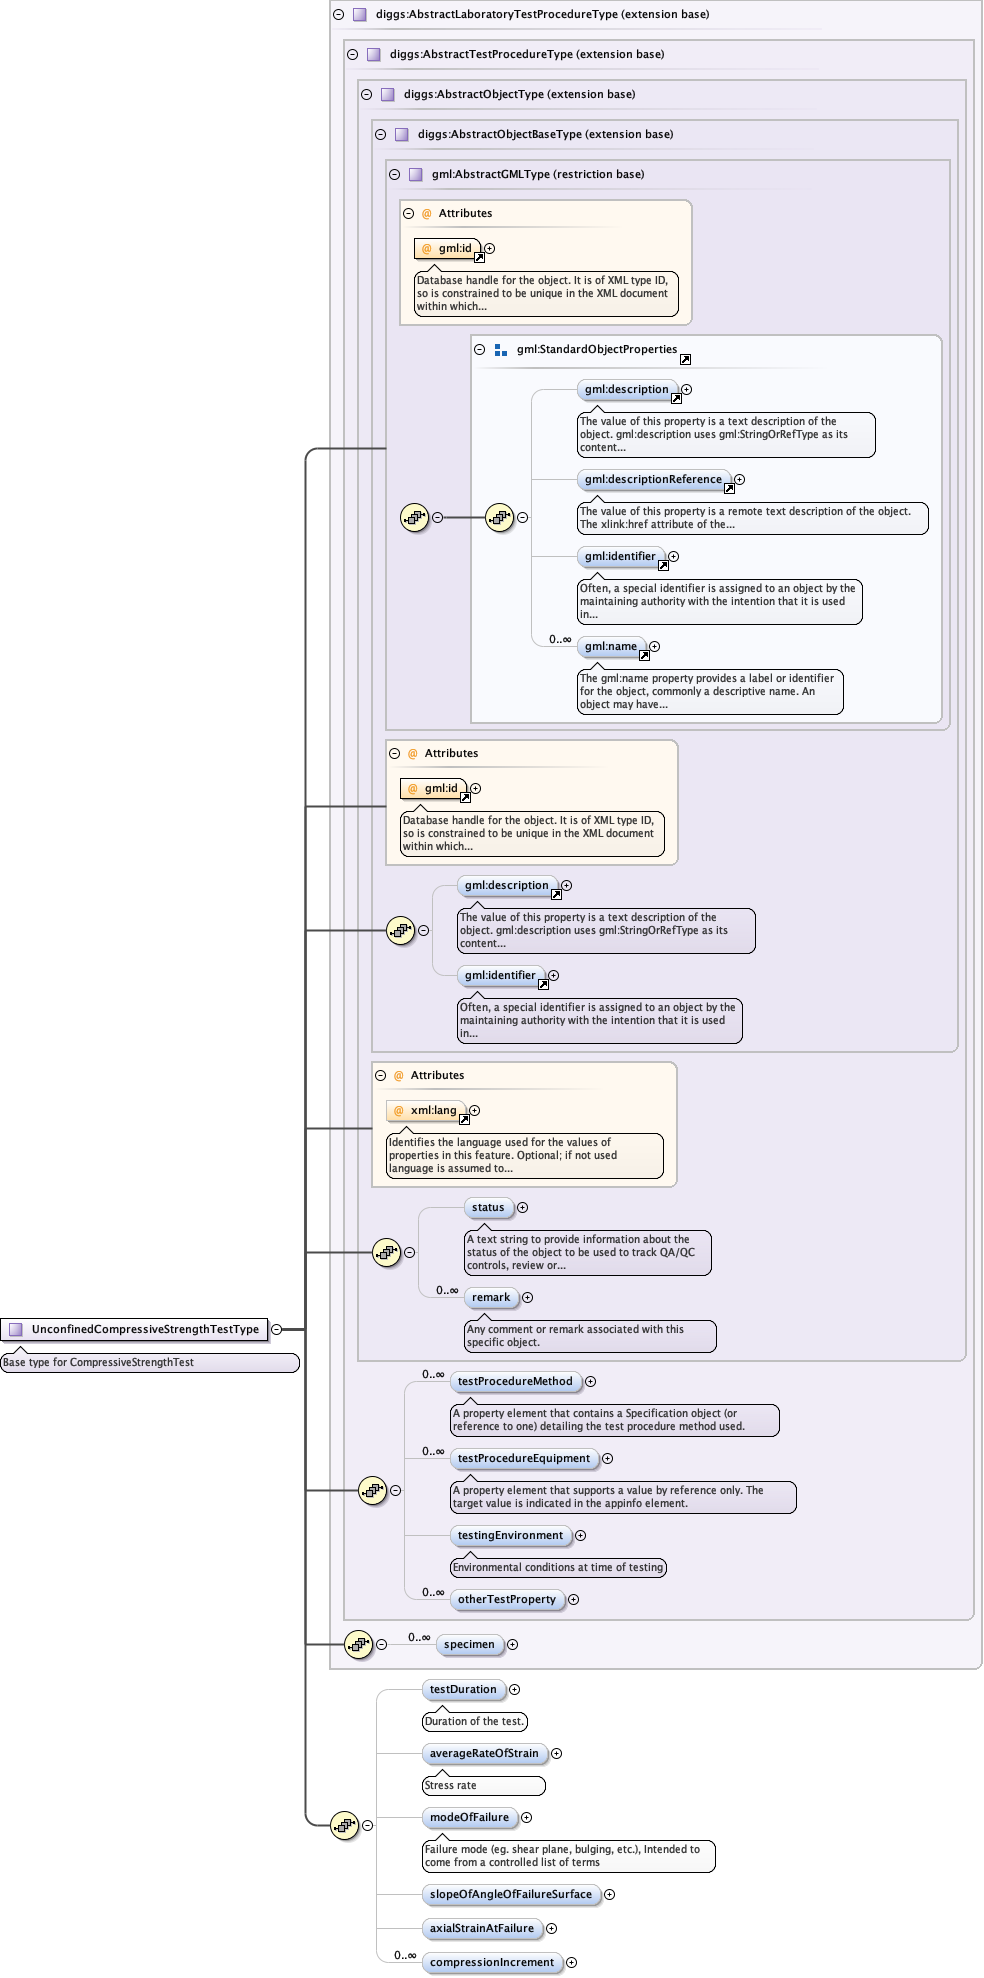 diggs:AbstractLaboratoryTestProcedureType (extension base)
diggs:AbstractTestProcedureType (extension base)
diggs:AbstractObjectType (extension base)
diggs:AbstractObjectBaseType (extension base)
gml:AbstractGMLType (restriction base)
@ Attributes
@ gml:id
Database handle for the object. It is of XML type ID,
so is constrained to be unique in the XML document
within which...
gml:StandardObjectProperties
gml:description
The value of this property is a text description of the
object. gml:description uses gml:StringOrRefType as its
content...
gml:descriptionReference
The value of this property is a remote text description of the object.
The xlink:href attribute of the...
gml:identifier
Often, a special identifier is assigned to an object by the
maintaining authority with the intention that it is used
in...
0..∞ gml:name
The gml:name property provides a label or identifier
for the object, commonly a descriptive name. An
object may have...
@ Attributes
@ gml:id
Database handle for the object. It is of XML type ID,
so is constrained to be unique in the XML document
within which...
gml:description
The value of this property is a text description of the
object. gml:description uses gml:StringOrRefType as its
content...
gml:identifier
Often, a special identifier is assigned to an object by the
maintaining authority with the intention that it is used
in...
@ Attributes
@ xml:lang
Identifies the language used for the values of
properties in this feature. Optional; if not used
language is assumed to...
status
A text string to provide information about the
status of the object to be used to track QA/QC
controls, review or...
0..∞ remark
Any comment or remark associated with this
specific object.
UnconfinedCompressiveStrengthTestType
Base type for CompressiveStrengthTest
0..∞ testProcedureMethod
A property element that contains a Specification object (or
reference to one) detailing the test procedure method used.
0..∞ testProcedureEquipment
A property element that supports a value by reference only. The
target value is indicated in the appinfo element.
testingEnvironment
Environmental conditions at time of testing
0..∞ otherTestProperty
0..∞ specimen
testDuration
Duration of the test.
averageRateOfStrain
Stress rate
modeOfFailure
Failure mode (eg. shear plane, bulging, etc.), Intended to
come from a controlled list of terms
slopeOfAngleOfFailureSurface
axialStrainAtFailure
0..∞ compressionIncrement